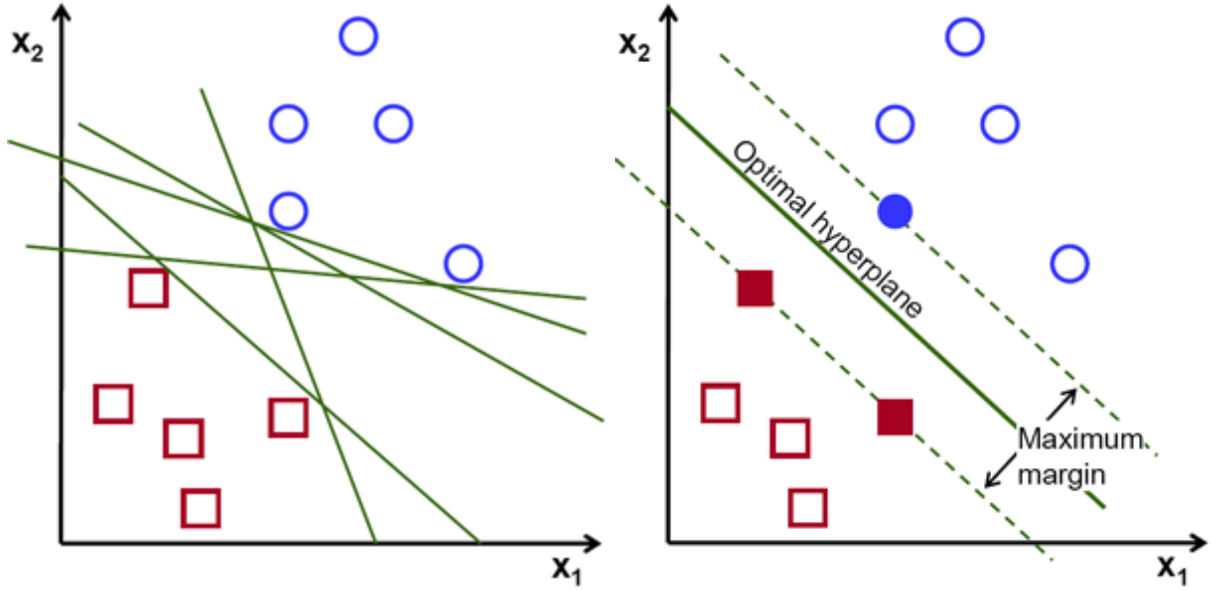 x₂
x₁
x₂
Optimal hyperplane
Maximum
margin
x₁